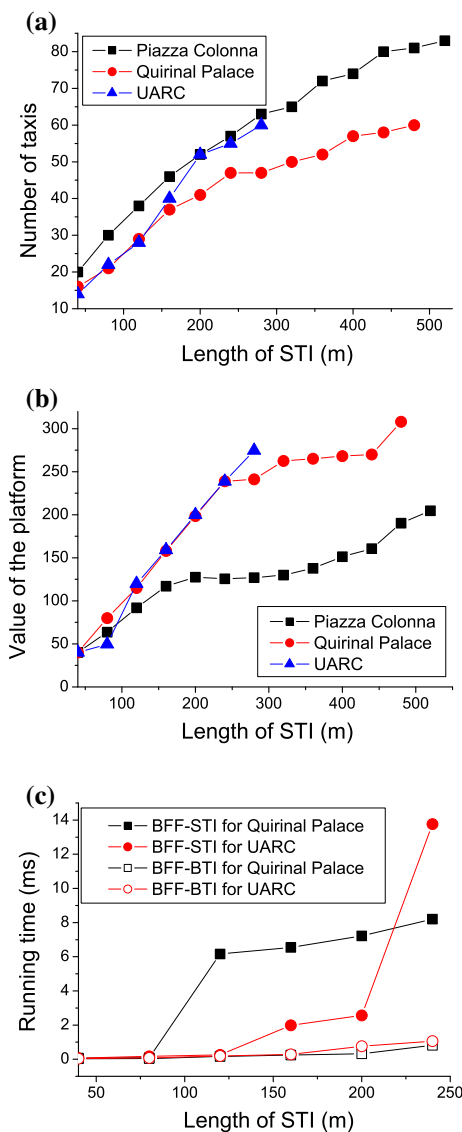 (a)
Piazza Colonna
Quirinal Palace
UARC
80
70
60
50
40
30
20
10
Number of taxis
100 200 300 400 500
Length of STI (m)
(b)
300
250
200
150
100
50
0
Value of the platform
Piazza Colonna
Quirinal Palace
UARC
100 200 300 400 500
Length of STI (m)
(c)
14
12
10
8
6
4
2
0
Running time (ms)
BFF-STI for Quirinal Palace
BFF-STI for UARC
BFF-BTI for Quirinal Palace
BFF-BTI for UARC
50 100 150 200 250
Length of STI (m)